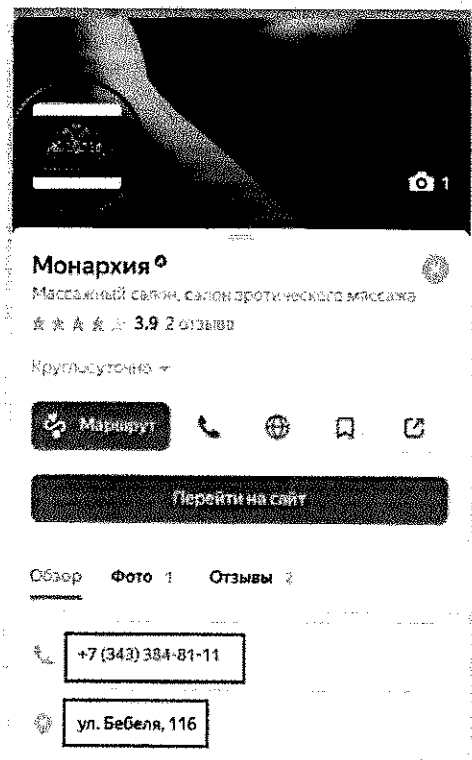 1
Монархия
Массажный салон, салон эротического массажа
3.9 2 отзыва
Круглосуточно
Маршрут
Перейти на сайт
Обзор Фото 1 Отзывы 2
+7 (343) 384-81-11
ул. Бебеля, 116